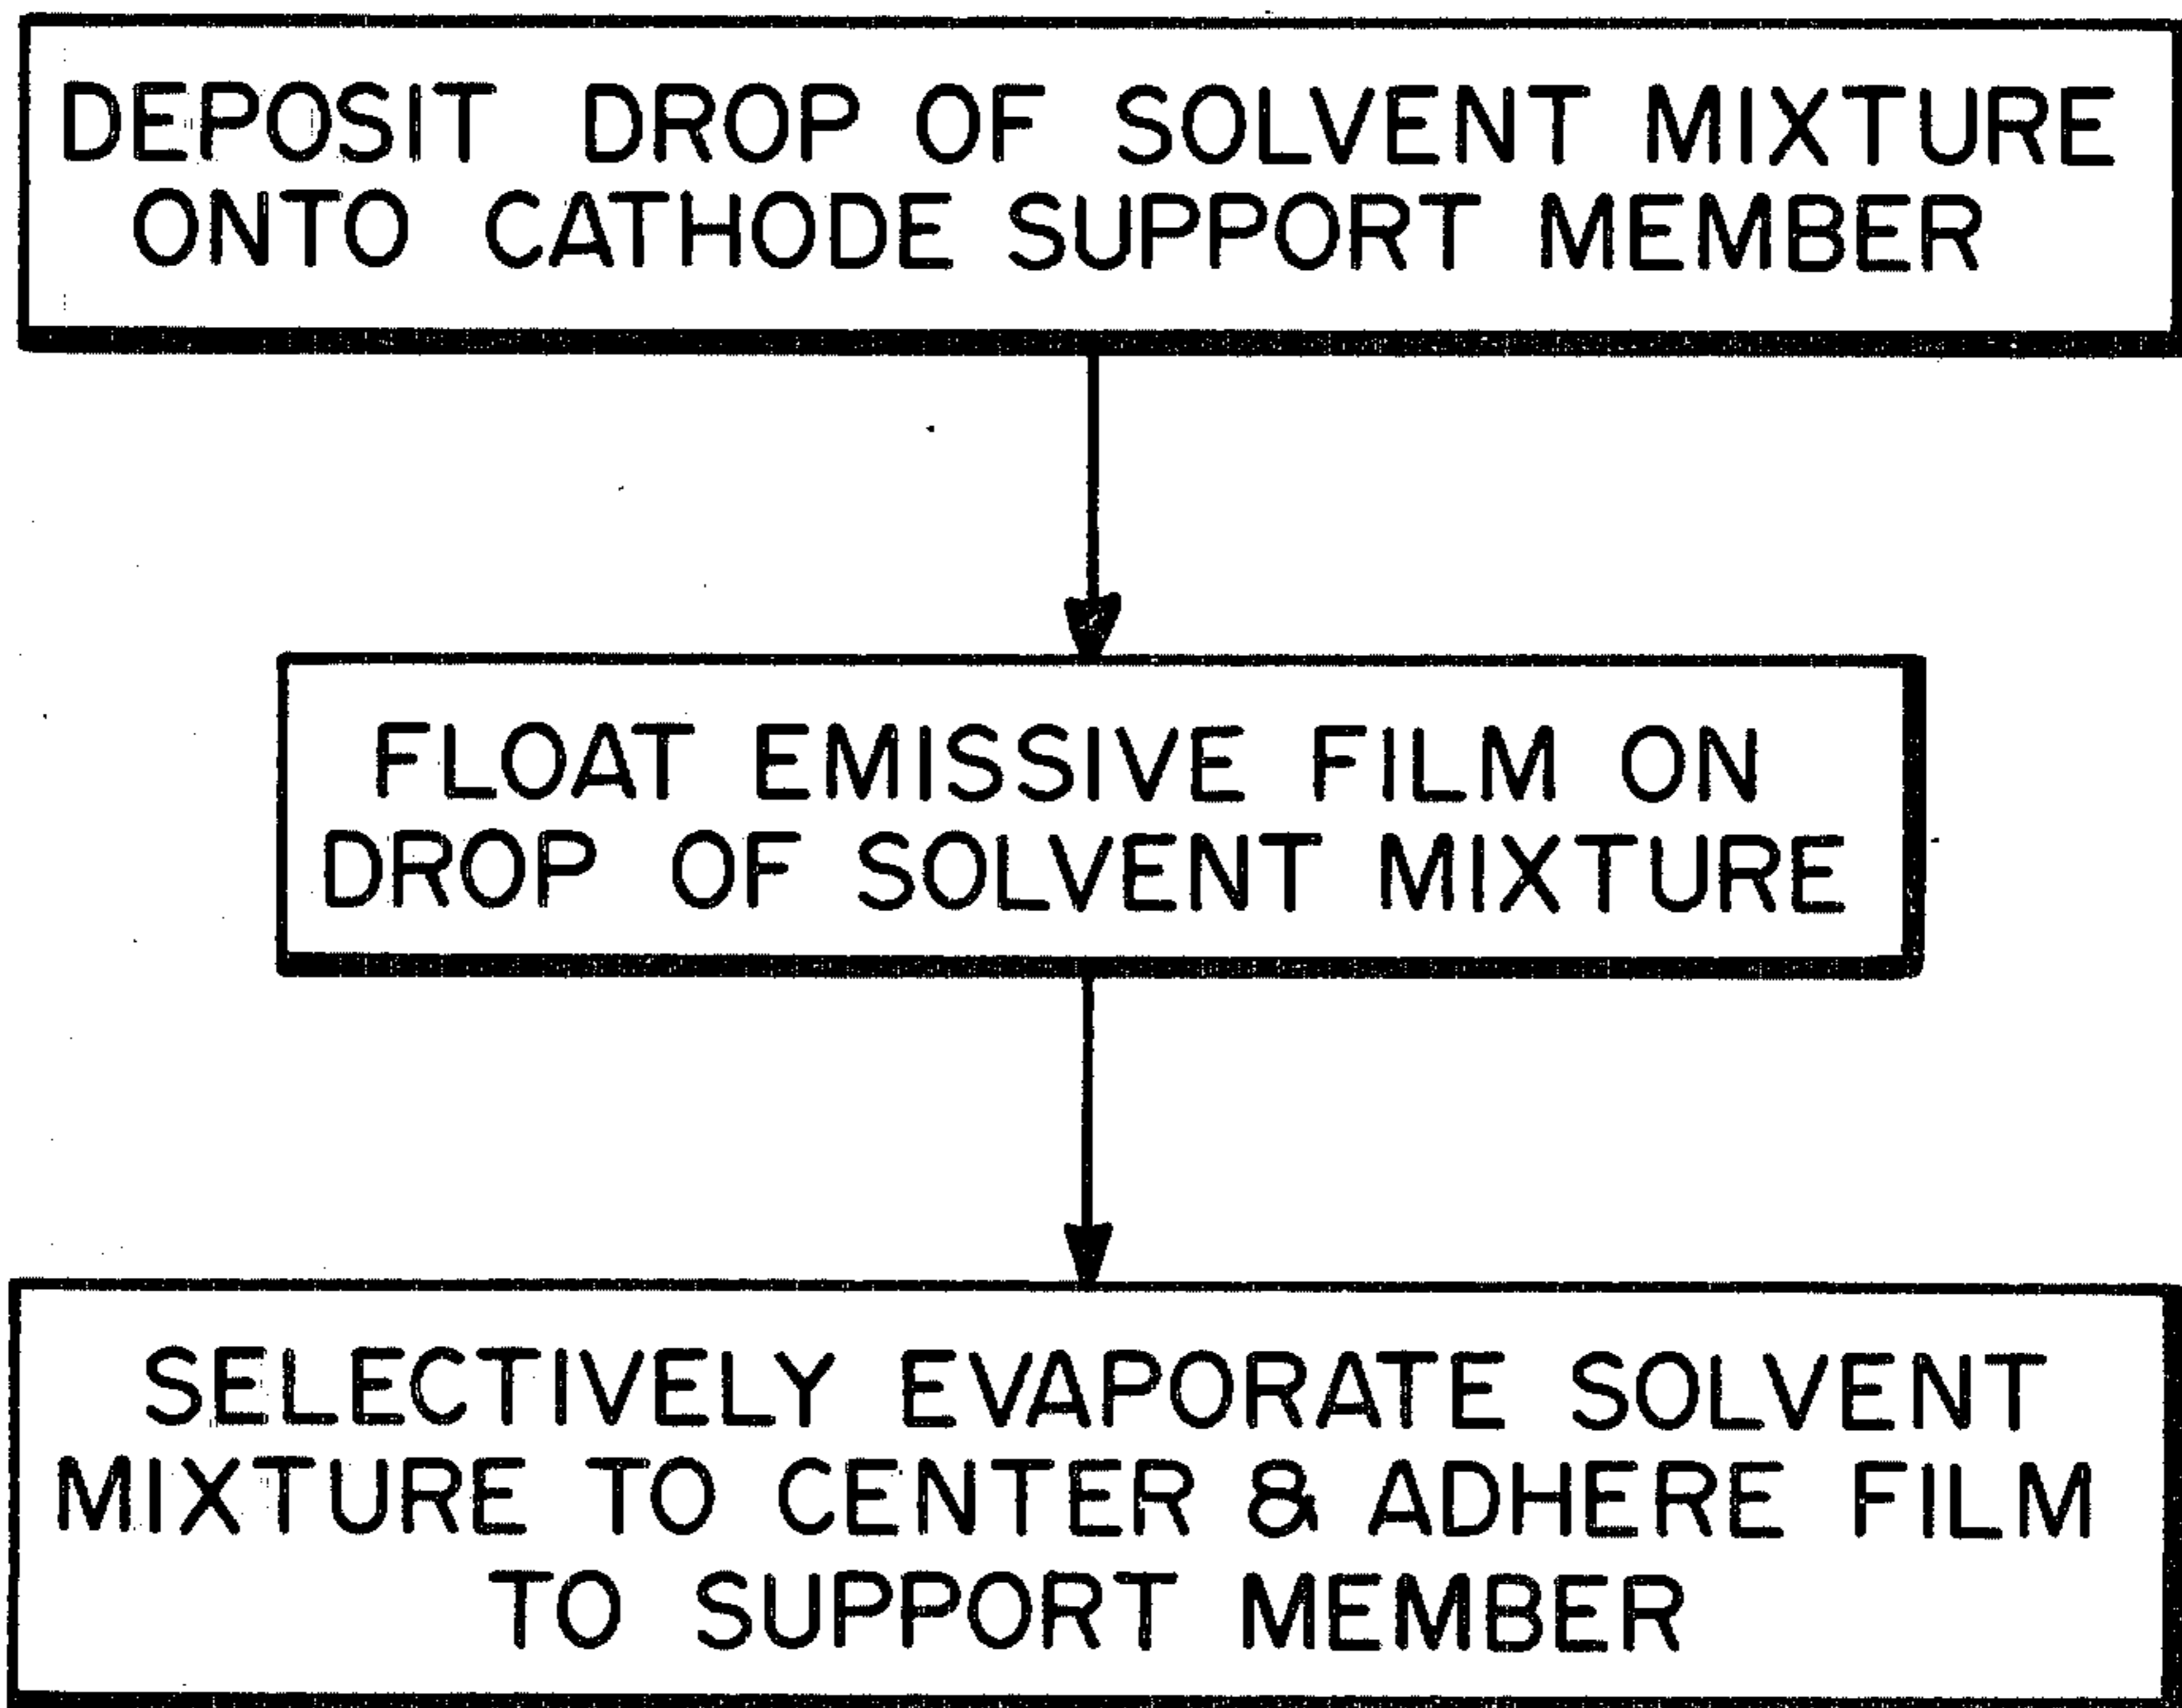 DEPOSIT DROP OF SOLVENT MIXTURE
ONTO CATHODE SUPPORT MEMBER
FLOAT EMISSIVE FILM ON
DROP OF SOLVENT MIXTURE
SELECTIVELY EVAPORATE SOLVENT
MIXTURE TO CENTER & ADHERE FILM
TO SUPPORT MEMBER